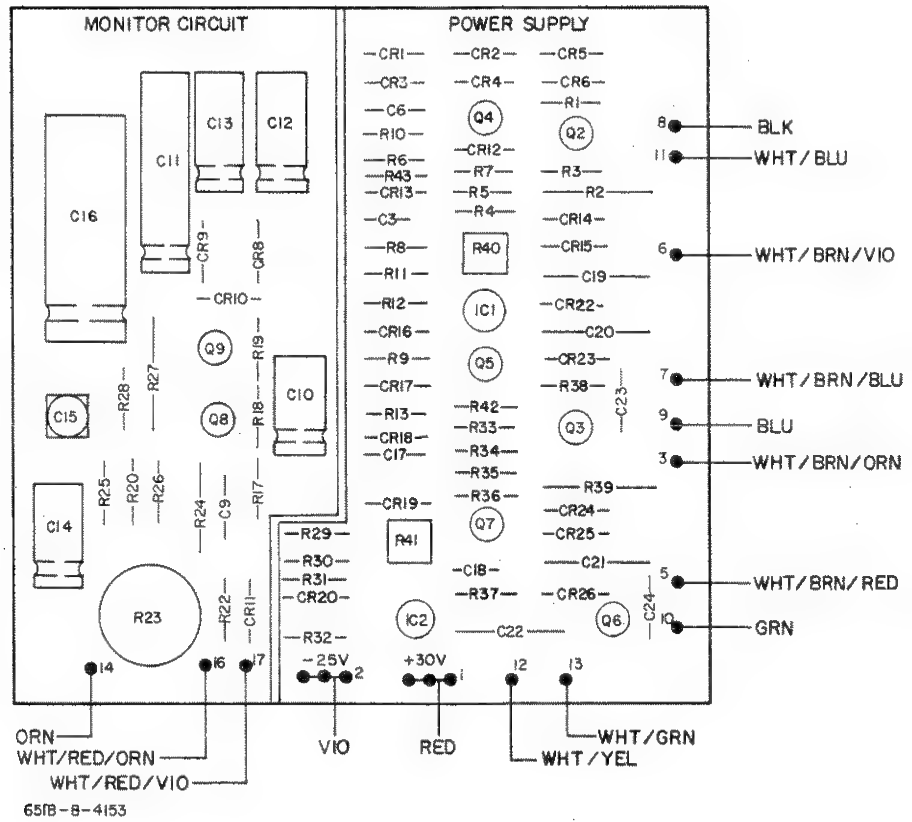 MONITOR CIRCUIT
POWER SUPPLY
CR1
CR2
CR5
CR3
CR4
CR6
C6
R1
Q4
Q2
R10
CR12
R6
R43
R7
R3
CR13
R5
R2
R4
C3
CR14
R8
R40
CR15
R11
C19
R12
IC1
CR22
CR16
C20
R9
Q5
CR23
CR17
R38
C23
R13
R42
R33
Q3
CR18
C17
R34
R35
R36
R39
CR19
CR24
Q7
CR25
R41
C18
C21
R37
CR26
C24
IC2
C22
Q6
C16
C11
C13
C12
CR9
CR8
CR10
Q9
R19
R28
R27
C10
C15
Q8
R18
R25
R20
R26
R24
C9
R17
C14
R29
R30
R31
CR20
R32
R23
R22
CR11
8 BLK
11 WHT/BLU
6 WHT/BRN/VIO
7 WHT/BRN/BLU
9 BLU
3 WHT/BRN/ORN
5 WHT/BRN/RED
10 GRN
14
16
17
-25V
2
+30V
1
12
13
ORN
WHT/RED/ORN
WHT/RED/VIO
VIO
RED
WHT/YEL
WHT/GRN
651B-8-4153